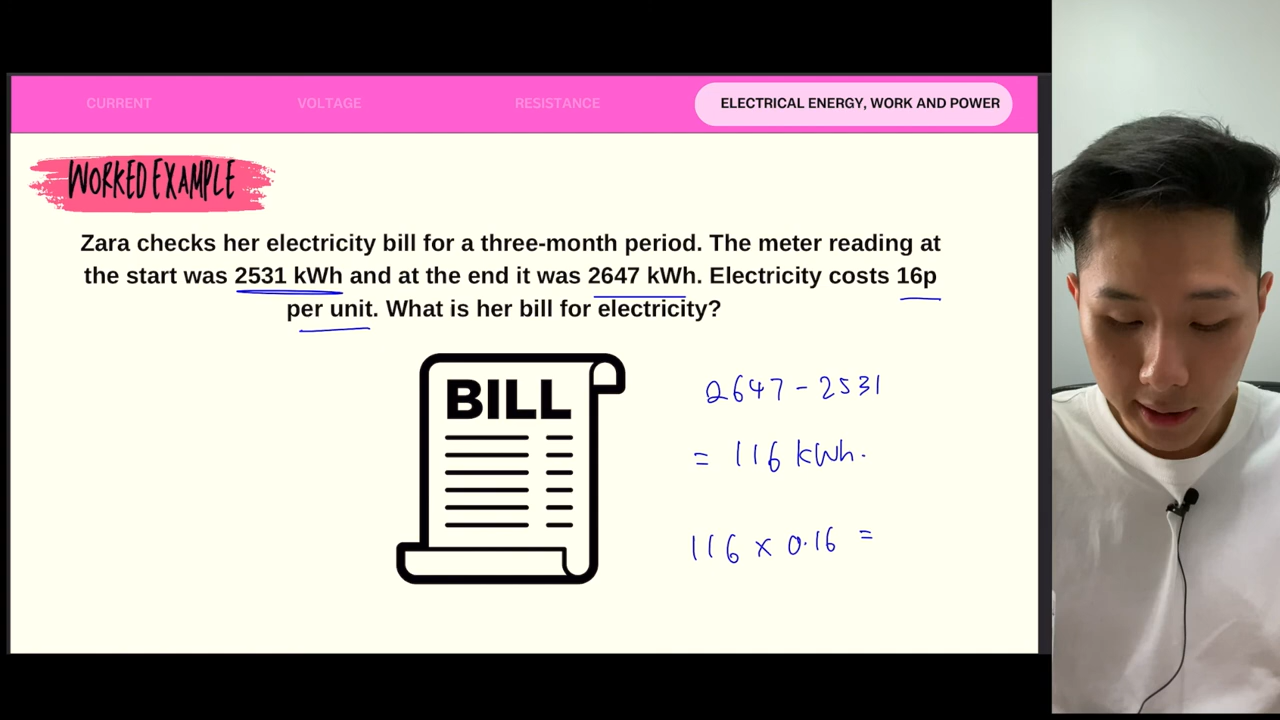 CURRENT VOLTAGE RESISTANCE ELECTRICAL ENERGY, WORK AND POWER
WORKED EXAMPLE
Zara checks her electricity bill for a three-month period. The meter reading at
the start was 2531 kWh and at the end it was 2647 kWh. Electricity costs 16p
per unit. What is her bill for electricity?
BILL
2647 - 2531
= 116 kWh.
116 × 0.16 =